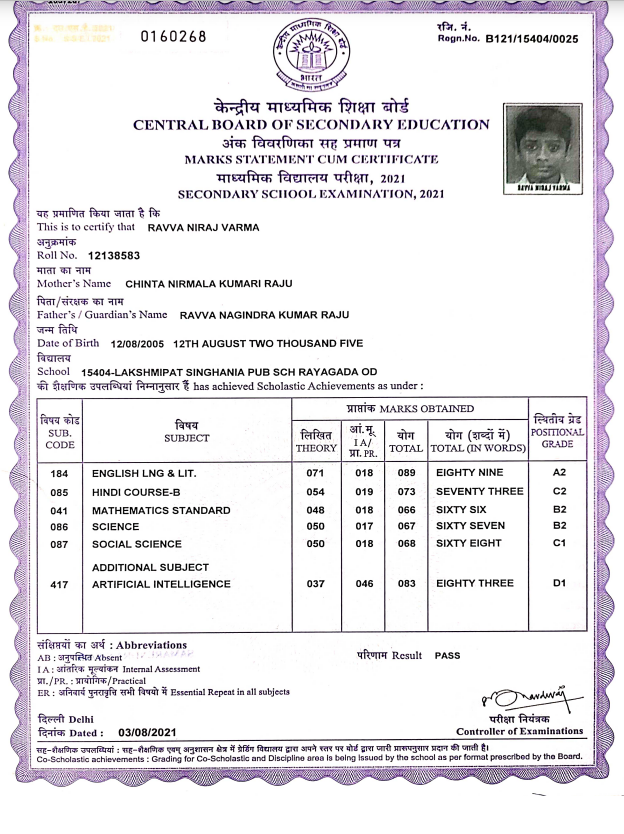 0160268
रजि. नं.
Regn.No. B121/15404/0025
भारत
केन्द्रीय माध्यमिक शिक्षा बोर्ड
CENTRAL BOARD OF SECONDARY EDUCATION
अंक विवरणिका सह प्रमाण पत्र
MARKS STATEMENT CUM CERTIFICATE
माध्यमिक विद्यालय परीक्षा, 2021
SECONDARY SCHOOL EXAMINATION, 2021
RAVVA NIRAJ VARMA
यह प्रमाणित किया जाता है कि
This is to certify that RAVVA NIRAJ VARMA
अनुक्रमांक
Roll No. 12138583
माता का नाम
Mother's Name CHINTA NIRMALA KUMARI RAJU
पिता/संरक्षक का नाम
Father's / Guardian's Name RAVVA NAGINDRA KUMAR RAJU
जन्म तिथि
Date of Birth 12/08/2005 12TH AUGUST TWO THOUSAND FIVE
विद्यालय
School 15404-LAKSHMIPAT SINGHANIA PUB SCH RAYAGADA OD
की शैक्षणिक उपलब्धियां निम्नानुसार हैं has achieved Scholastic Achievements as under :
विषय कोड SUB. CODE
विषय SUBJECT
प्राप्तांक MARKS OBTAINED
लिखित THEORY
आं.मू. I A/ प्रा. PR.
योग TOTAL
योग (शब्दों में) TOTAL (IN WORDS)
स्थितीय ग्रेड POSITIONAL GRADE
184 ENGLISH LNG & LIT. 071 018 089 EIGHTY NINE A2
085 HINDI COURSE-B 054 019 073 SEVENTY THREE C2
041 MATHEMATICS STANDARD 048 018 066 SIXTY SIX B2
086 SCIENCE 050 017 067 SIXTY SEVEN B2
087 SOCIAL SCIENCE 050 018 068 SIXTY EIGHT C1
ADDITIONAL SUBJECT
417 ARTIFICIAL INTELLIGENCE 037 046 083 EIGHTY THREE D1
संक्षिप्तयों का अर्थ : Abbreviations
AB : अनुपस्थित Absent
परिणाम Result PASS
I A : आंतरिक मूल्यांकन Internal Assessment
प्रा./PR. : प्रायोगिक/Practical
ER : अनिवार्य पुनरावृति सभी विषयो में Essential Repeat in all subjects
दिल्ली Delhi
परीक्षा नियंत्रक
दिनांक Dated : 03/08/2021
Controller of Examinations
सह-शैक्षणिक उपलब्धियां : सह-शैक्षणिक एवम् अनुशासन क्षेत्र में ग्रेडिंग विद्यालय द्वारा अपने स्तर पर बोर्ड द्वारा जारी प्रारूपनुसार प्रदान की जाती है।
Co-Scholastic achievements : Grading for Co-Scholastic and Discipline area is being issued by the school as per format prescribed by the Board.